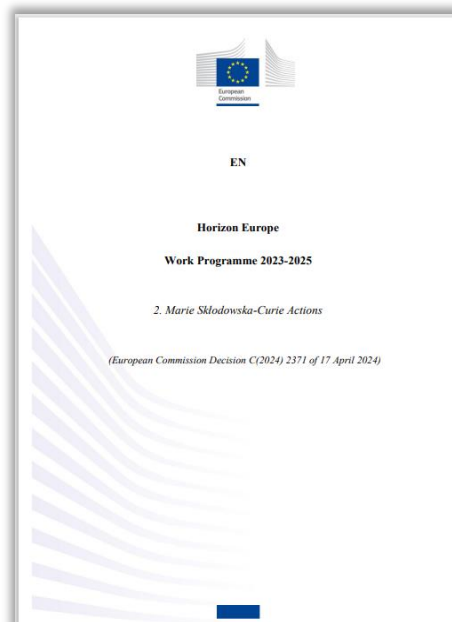 European
Commission
EN
Horizon Europe
Work Programme 2023-2025
2. Marie Skłodowska-Curie Actions
(European Commission Decision C(2024) 2371 of 17 April 2024)